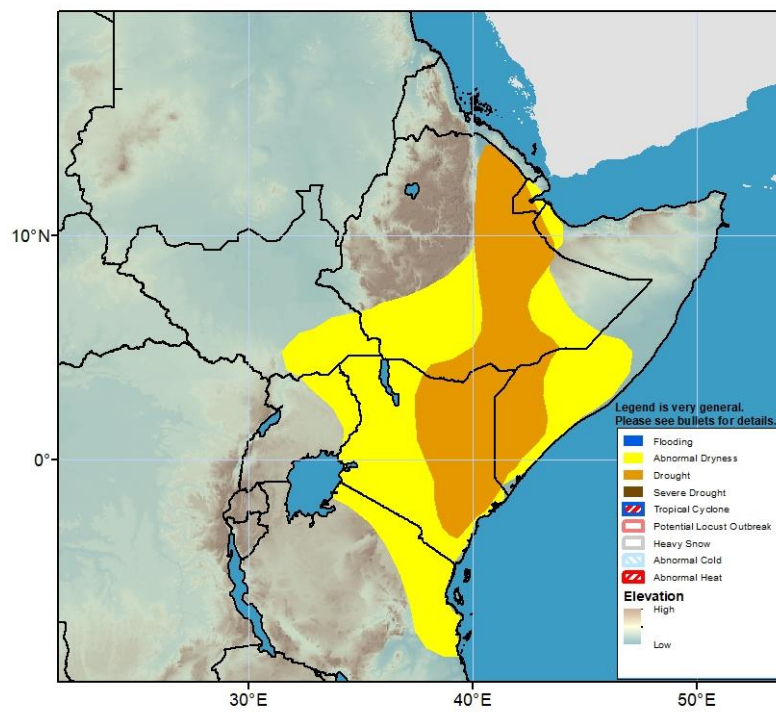 10°N
0°
30°E
40°E
50°E
Legend is very general.
Please see bullets for details.
Flooding
Abnormal Dryness
Drought
Severe Drought
Tropical Cyclone
Potential Locust Outbreak
Heavy Snow
Abnormal Cold
Abnormal Heat
Elevation
High
Low